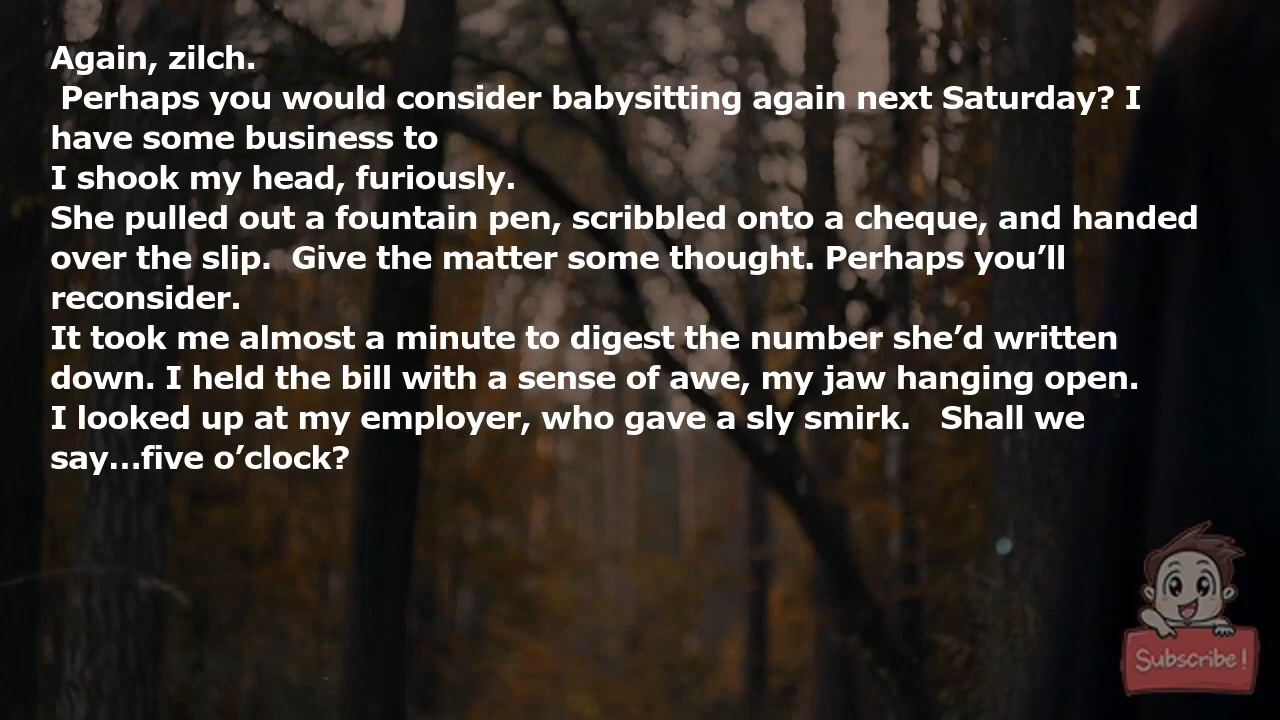 Again, zilch.
Perhaps you would consider babysitting again next Saturday? I
have some business to
I shook my head, furiously.
She pulled out a fountain pen, scribbled onto a cheque, and handed
over the slip.  Give the matter some thought. Perhaps you’ll
reconsider.
It took me almost a minute to digest the number she’d written
down. I held the bill with a sense of awe, my jaw hanging open.
I looked up at my employer, who gave a sly smirk.   Shall we
say…five o’clock?
Subscribe!